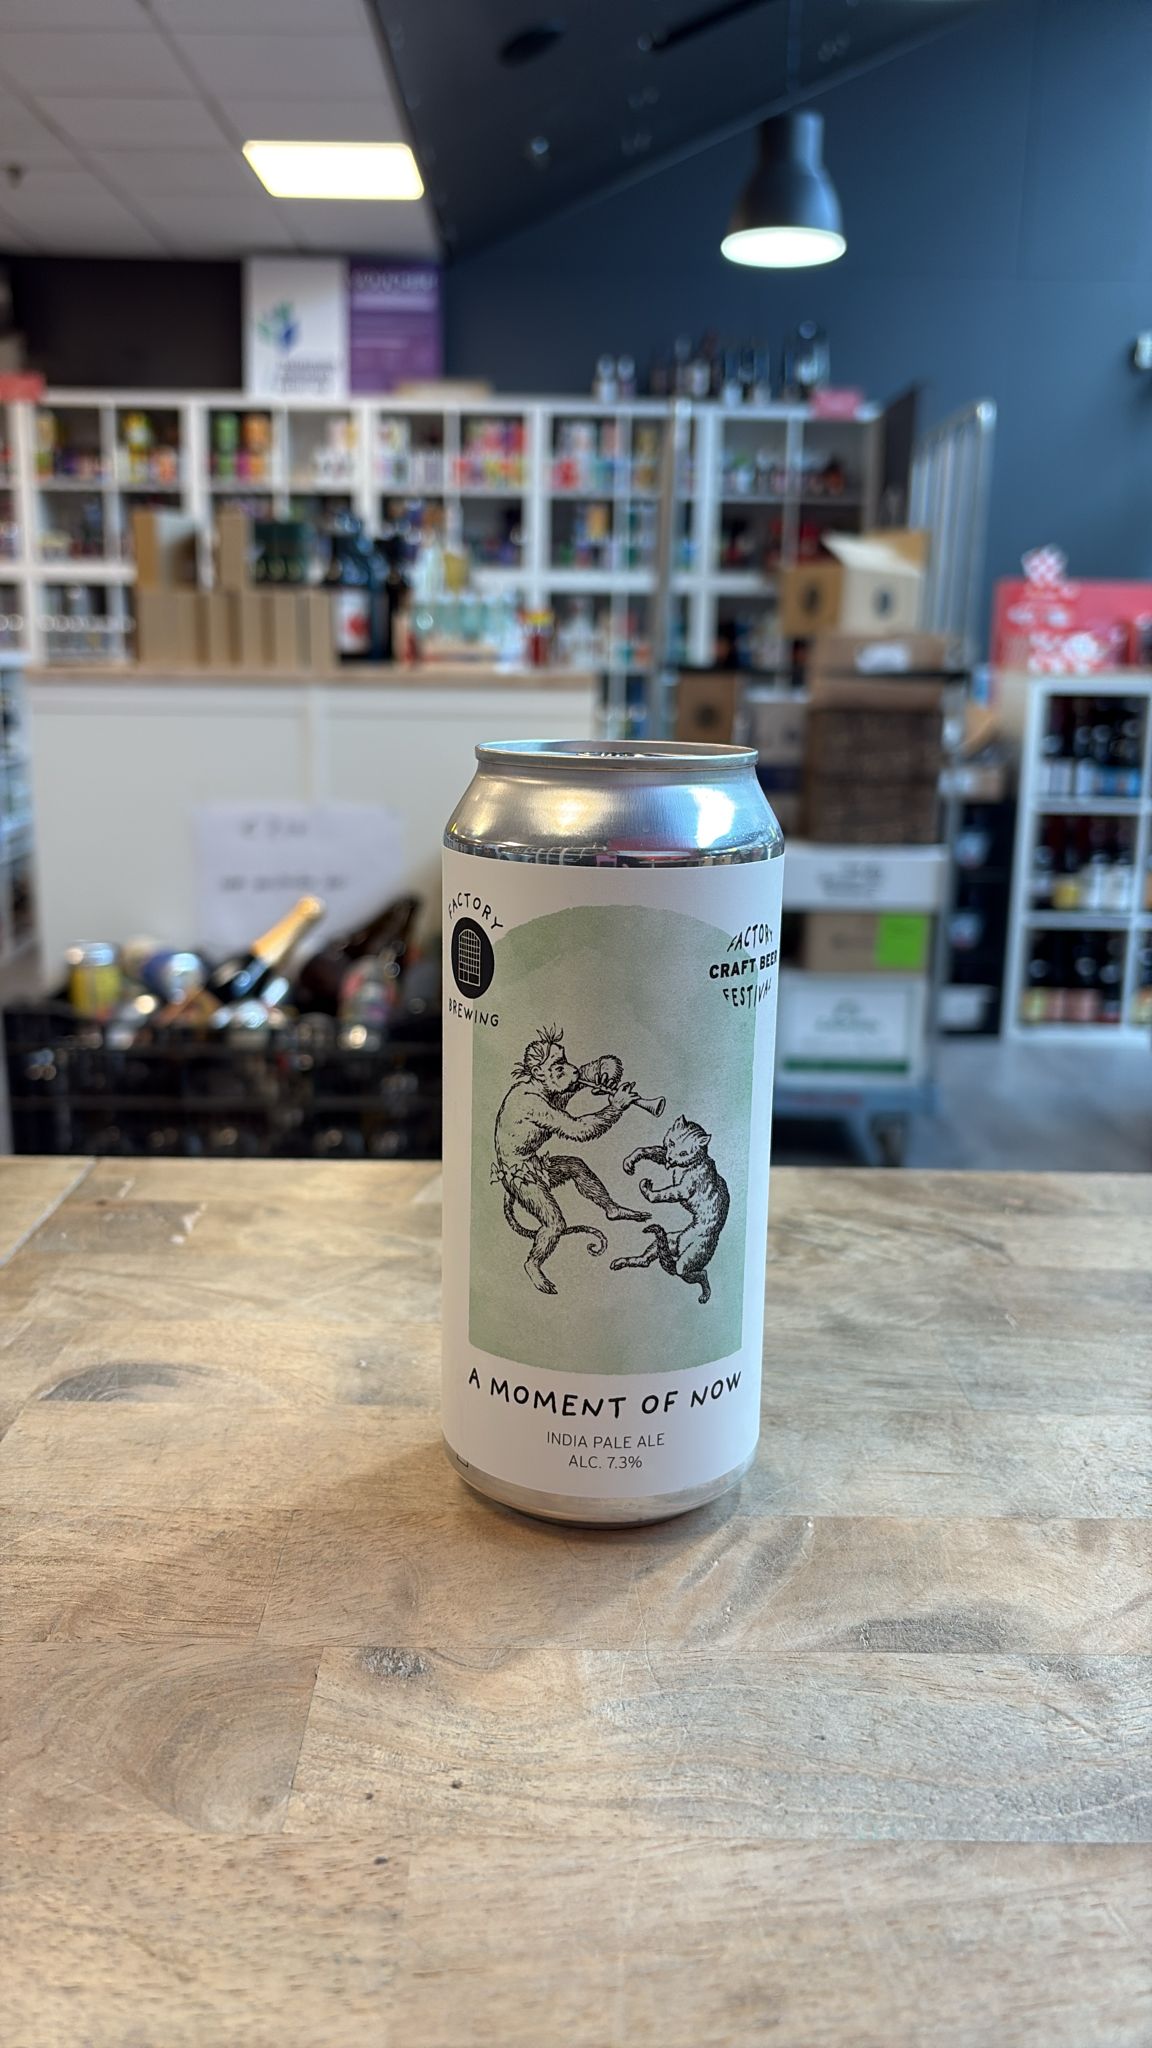 FACTORY
BREWING
FACTORY
CRAFT BEER
FESTIVAL
A MOMENT OF NOW
INDIA PALE ALE
ALC. 7.3%